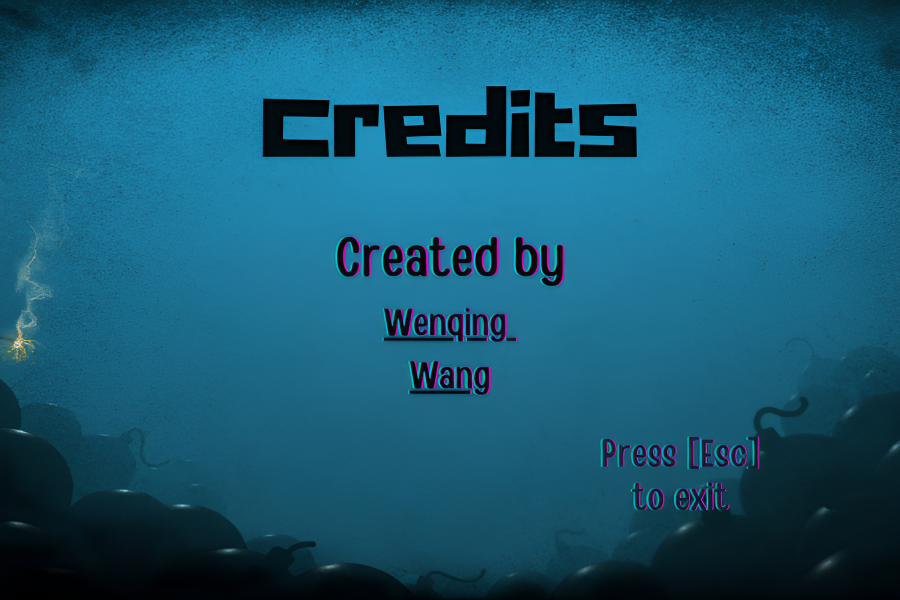 Credits
Created by
Wenqing
Wang
Press [Esc]
to exit